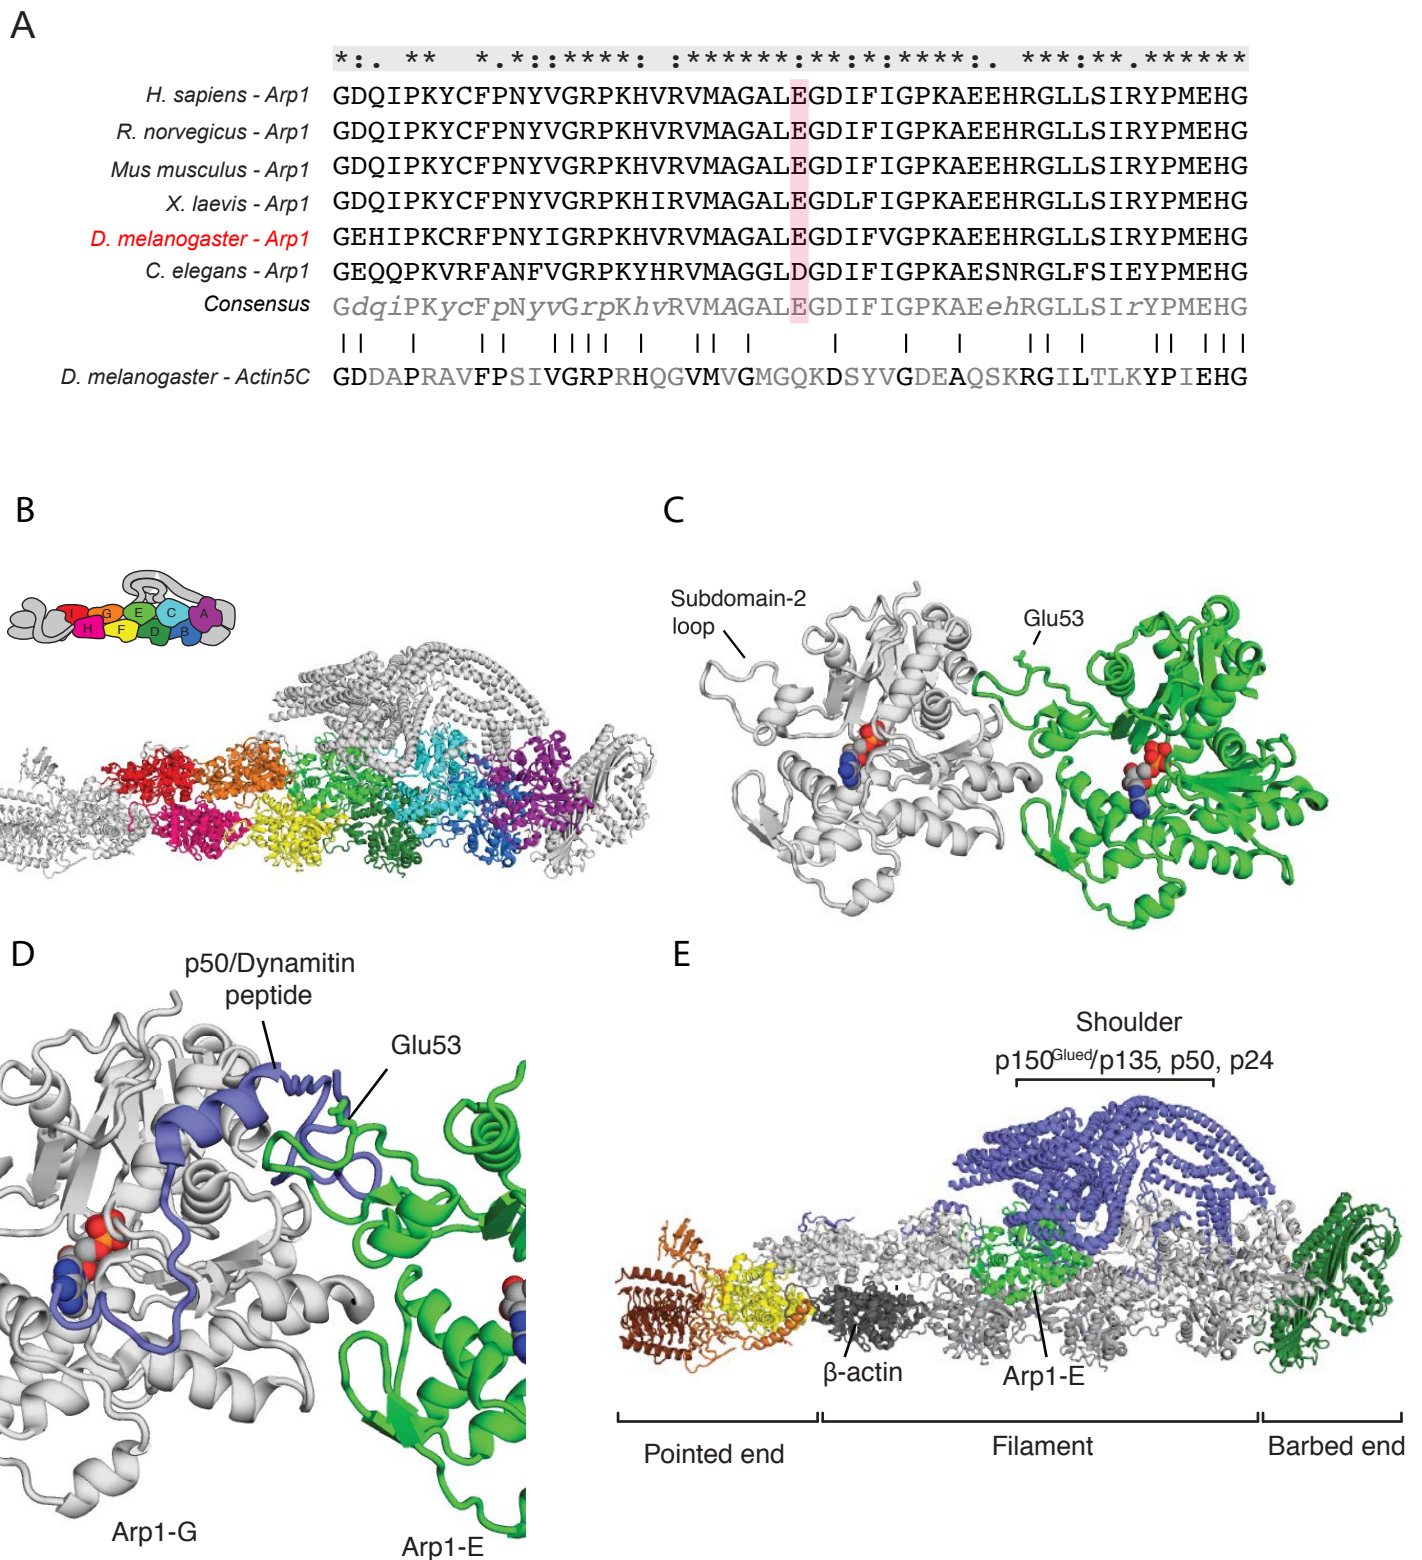 A
*:. **  *.*::****: :******:**:*:****:. ***:**.******
H. sapiens - Arp1 GDQIPKYCFPNYVGRPKHVRVMAGALEGDIFIGPKAEEHRGLLSIRYPMEHG
R. norvegicus - Arp1 GDQIPKYCFPNYVGRPKHVRVMAGALEGDIFIGPKAEEHRGLLSIRYPMEHG
Mus musculus - Arp1 GDQIPKYCFPNYVGRPKHVRVMAGALEGDIFIGPKAEEHRGLLSIRYPMEHG
X. laevis - Arp1 GDQIPKYCFPNYVGRPKHIRVMAGALEGDLFIGPKAEEHRGLLSIRYPMEHG
D. melanogaster - Arp1 GEHIPKCRFPNYIGRPKHVRVMAGALEGDIFVGPKAEEHRGLLSIRYPMEHG
C. elegans - Arp1 GEQQPKVRFANFVGRPKYHRVMAGGLDGDIFIGPKAESNRGLFSIEYPMEHG
Consensus GdqiPKycFpNyvGrpKhvRVMAGALEGDIFIGPKAEehRGLLSIrYPMEHG
D. melanogaster - Actin5C GDDAPRAVFPSIVGRPRHQGVMVGMGQKDSYVGDEAQSKRGILTLKYPIEHG
B
I G E C A
H F D B
C
Subdomain-2
loop
Glu53
D
p50/Dynamitin
peptide
Glu53
Arp1-G
Arp1-E
E
Shoulder
p150Glued/p135, p50, p24
β-actin
Arp1-E
Pointed end
Filament
Barbed end